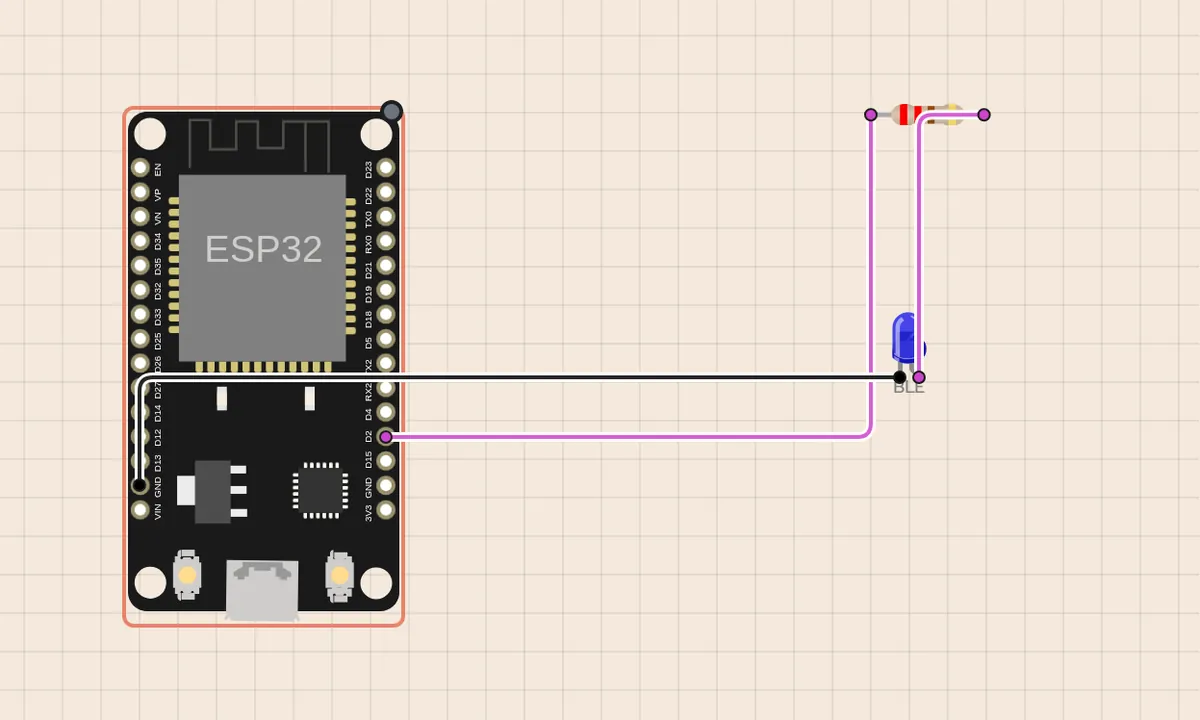 EN
VP
VN
D34
D35
D32
D33
D25
D26
D27
D14
D12
D13
GND
VIN
ESP32
D23
D22
TX0
RX0
D21
D19
D18
D5
X2
RX2
D4
D2
D15
GND
3V3
BLE